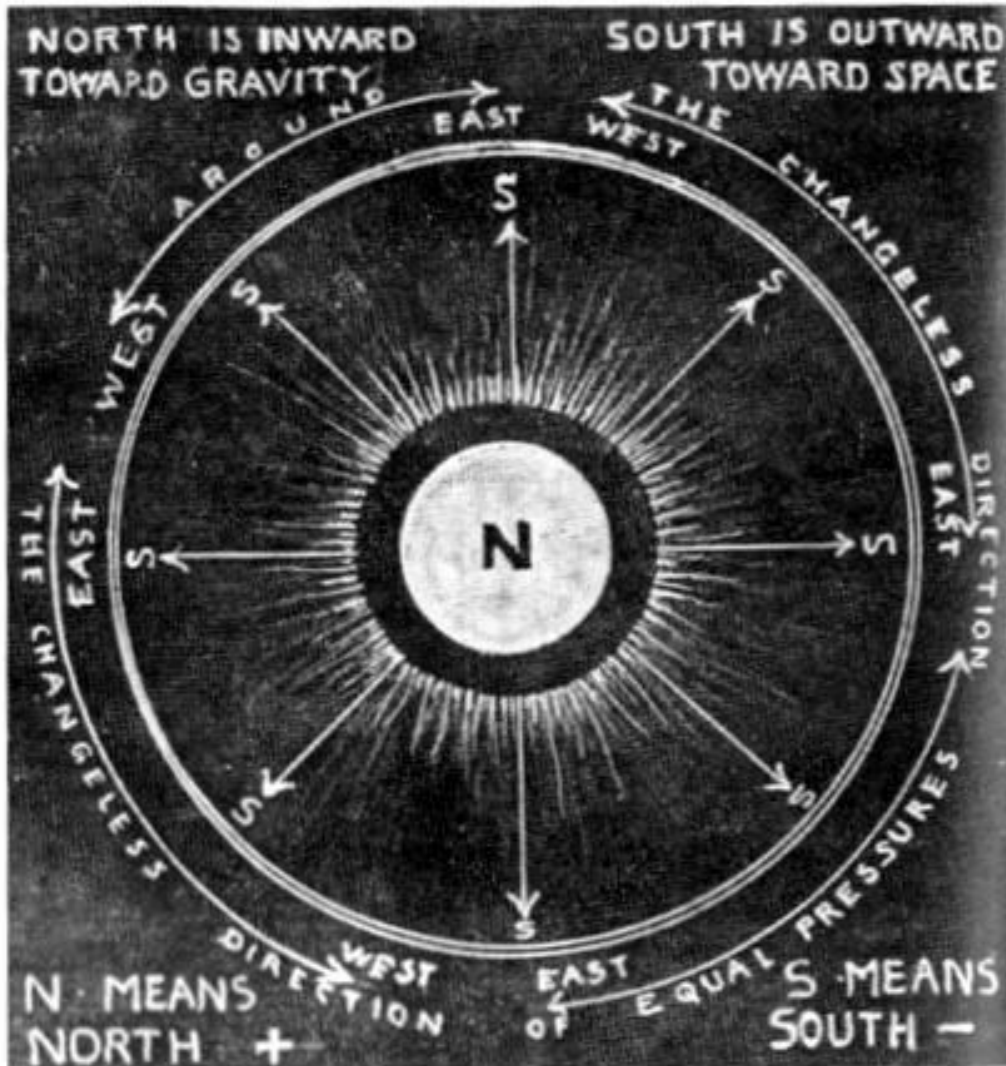 NORTH IS INWARD
TOWARD GRAVITY
SOUTH IS OUTWARD
TOWARD SPACE
AROUND
THE CHANGELESS DIRECTION
EAST
WEST
WEST
S
S
S
EAST
EAST
S
N
S
THE CHANGELESS DIRECTION OF EQUAL PRESSURES
S
S
S
WEST
EAST
N. MEANS
NORTH +
S. MEANS
SOUTH -